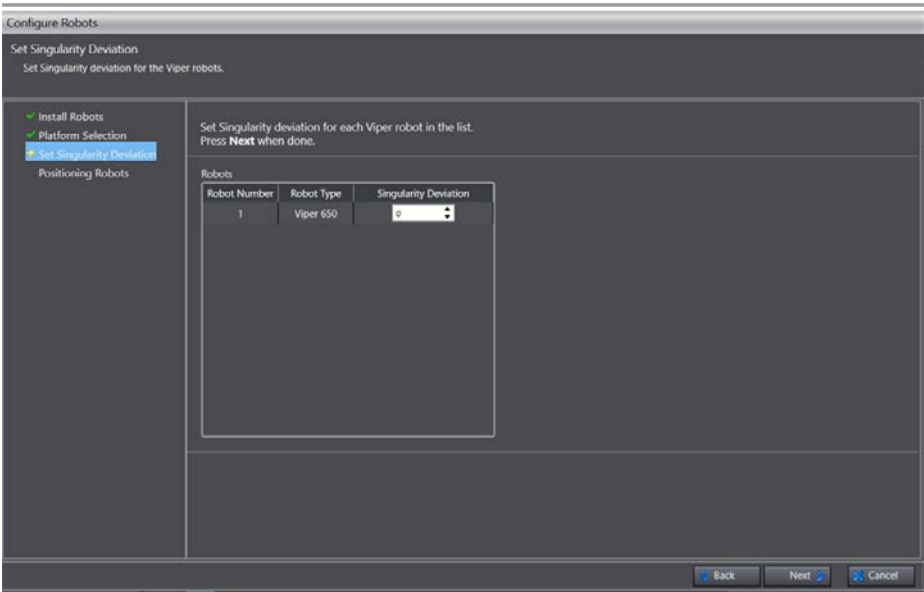 Configure Robots
Set Singularity Deviation
Set Singularity deviation for the Viper robots.
Install Robots
Platform Selection
Set Singularity Deviation
Positioning Robots
Set Singularity deviation for each Viper robot in the list.
Press Next when done.
Robots
Robot Number Robot Type Singularity Deviation
1 Viper 650 0
Back Next Cancel